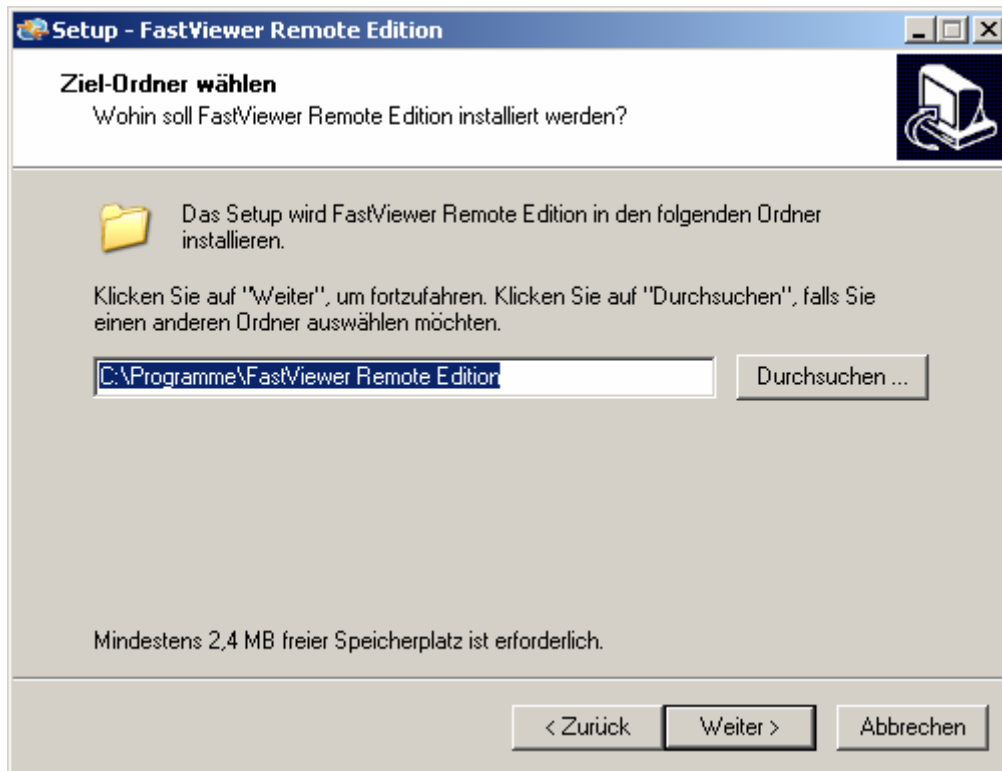 Setup - FastViewer Remote Edition
Ziel-Ordner wählen
Wohin soll FastViewer Remote Edition installiert werden?
Das Setup wird FastViewer Remote Edition in den folgenden Ordner
installieren.
Klicken Sie auf "Weiter", um fortzufahren. Klicken Sie auf "Durchsuchen", falls Sie
einen anderen Ordner auswählen möchten.
C:\Programme\FastViewer Remote Edition
Durchsuchen ...
Mindestens 2,4 MB freier Speicherplatz ist erforderlich.
< Zurück
Weiter >
Abbrechen